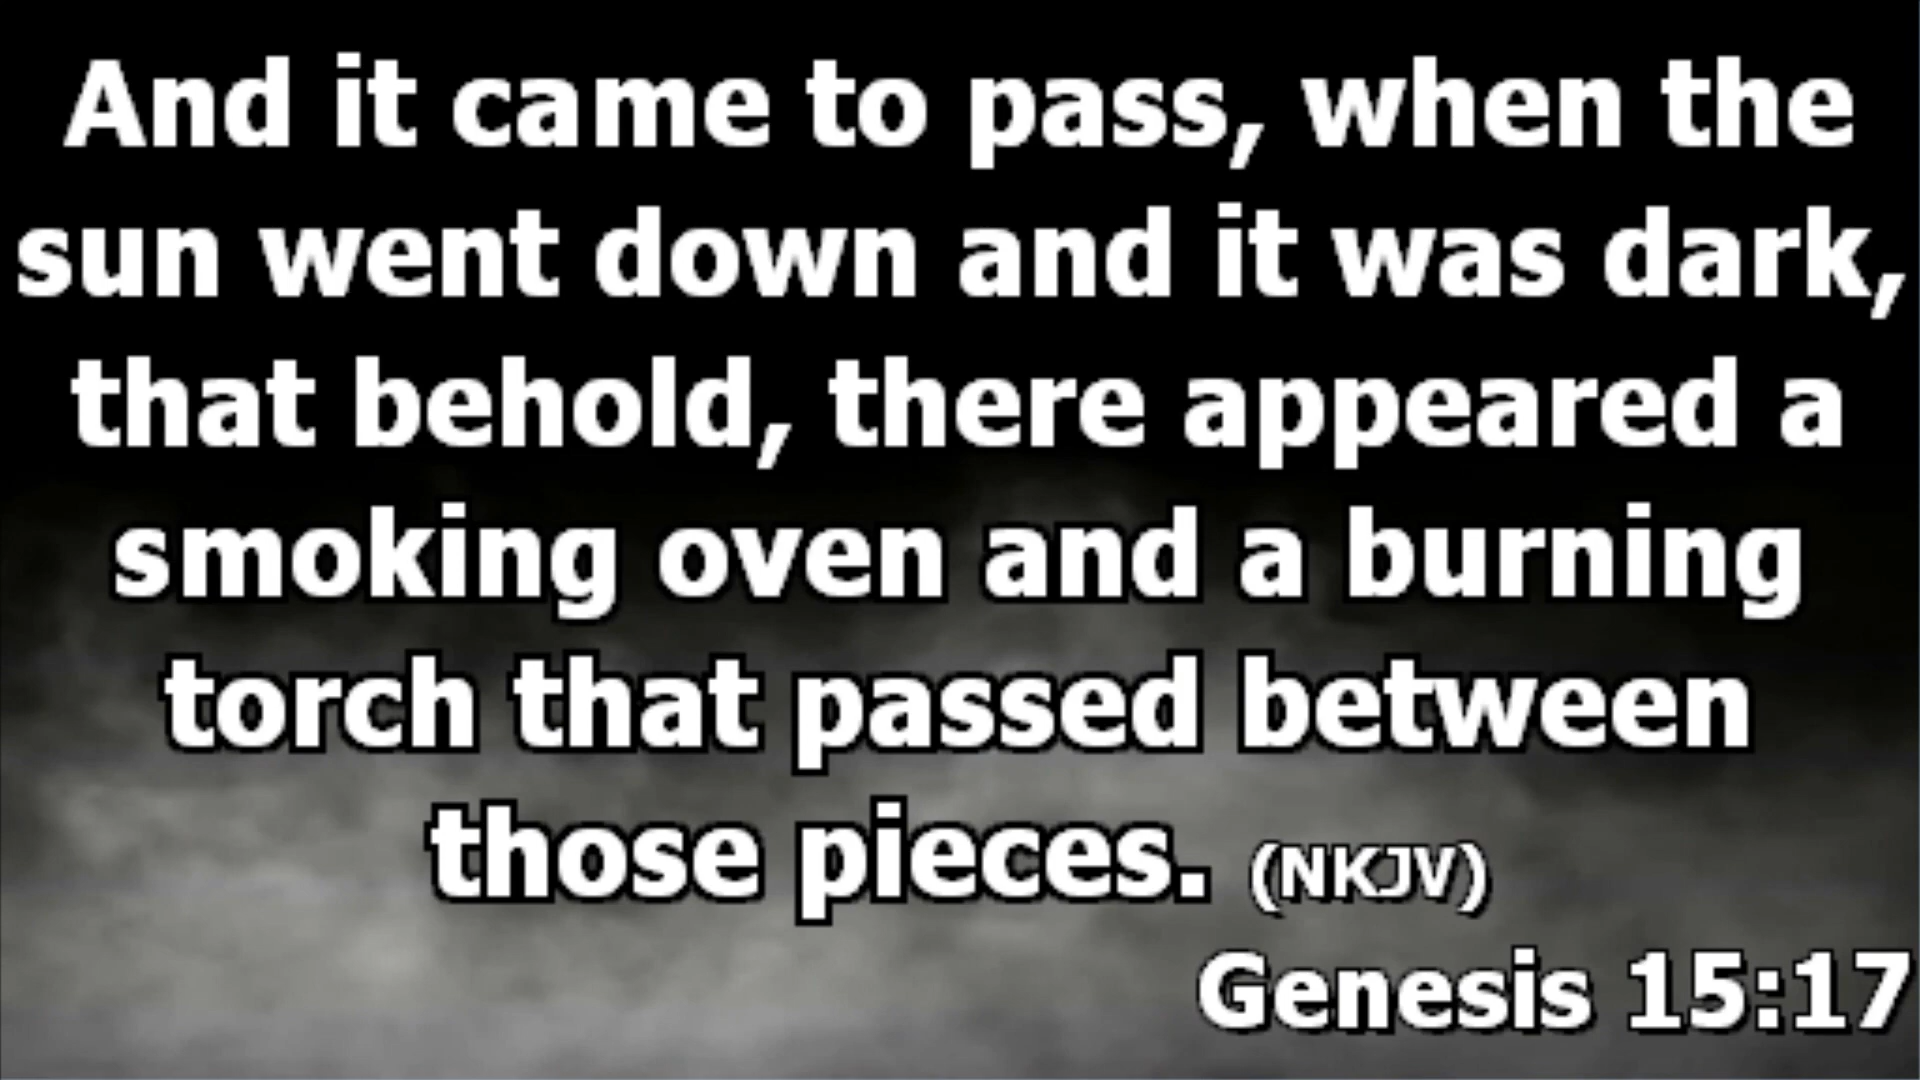 And it came to pass, when the
sun went down and it was dark,
that behold, there appeared a
smoking oven and a burning
torch that passed between
those pieces. (NKJV)
Genesis 15:17